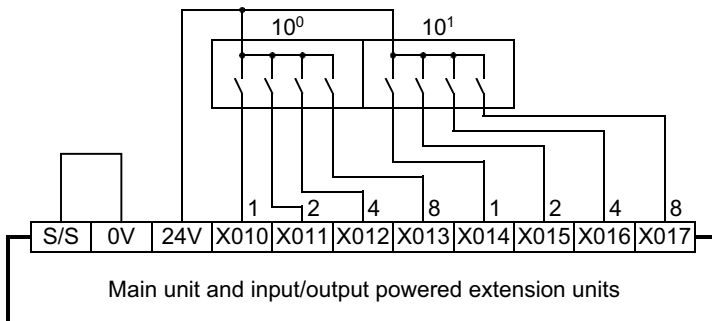 10⁰ 10¹
1 2 4 8 1 2 4 8
S/S 0V 24V X010 X011 X012 X013 X014 X015 X016 X017
Main unit and input/output powered extension units